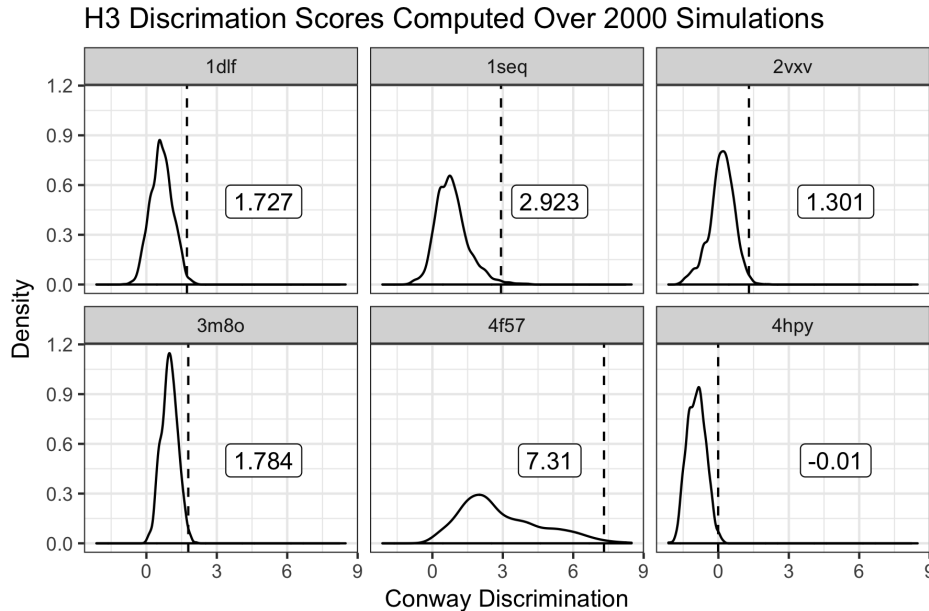 H3 Discrimation Scores Computed Over 2000 Simulations
1dlf 1seq 2vxv
1.2
0.9
0.6
0.3
0.0
1.727 2.923 1.301
Density
3m8o 4f57 4hpy
1.2
0.9
0.6
0.3
0.0
1.784 7.31 -0.01
0 3 6 9 0 3 6 9 0 3 6 9
Conway Discrimination